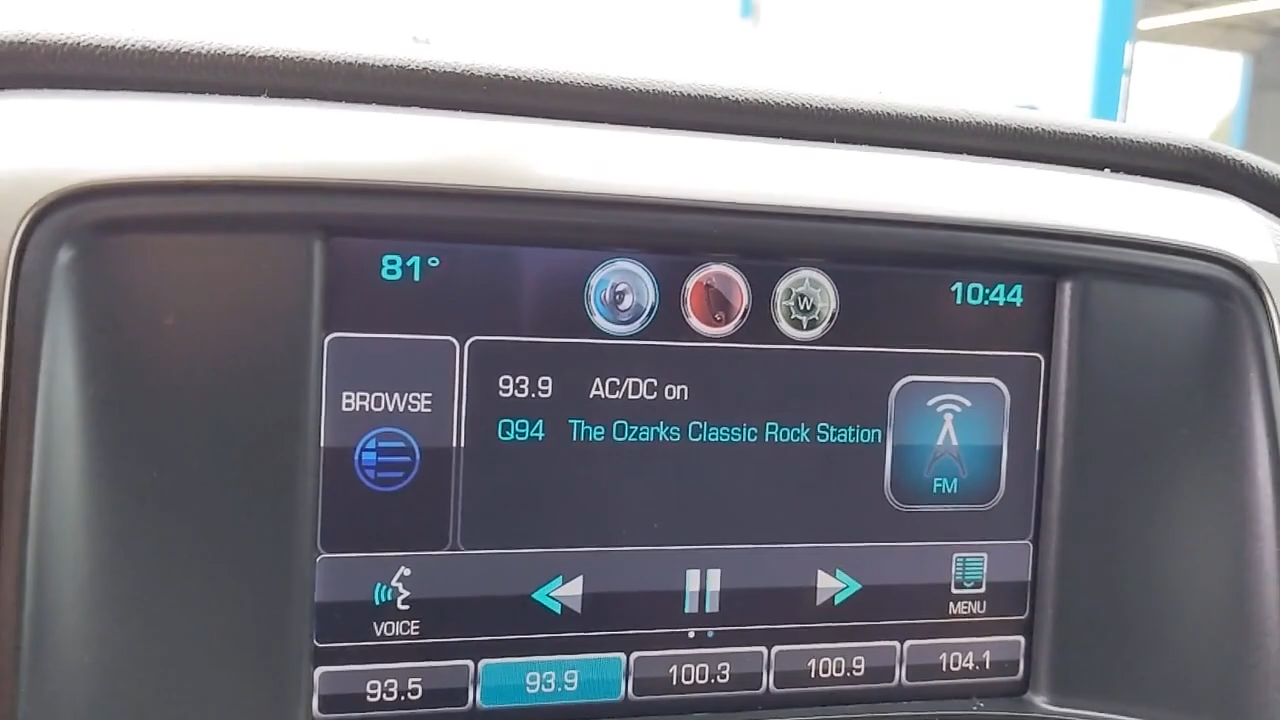 81°
W
10:44
BROWSE
93.9 AC/DC on
Q94 The Ozarks Classic Rock Station
FM
VOICE
MENU
93.5
93.9
100.3
100.9
104.1